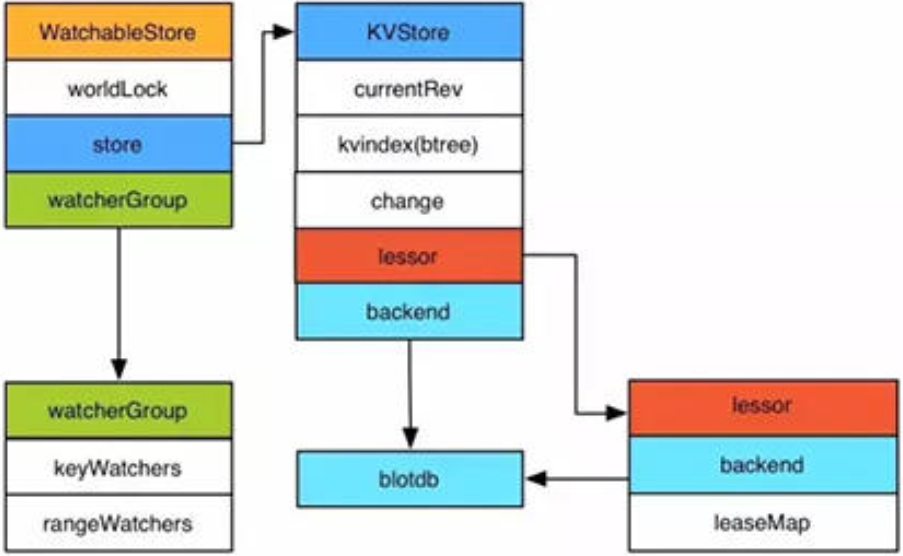 WatchableStore
worldLock
store
watcherGroup
KVStore
currentRev
kvindex(btree)
change
lessor
backend
watcherGroup
keyWatchers
rangeWatchers
blotdb
lessor
backend
leaseMap